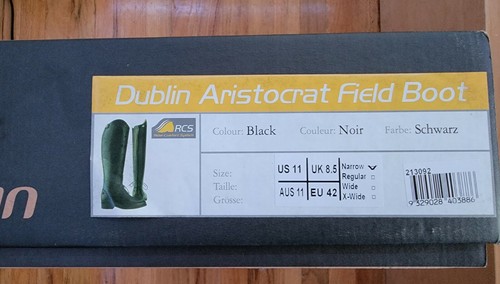 Dublin Aristocrat Field Boot
RCS
Colour: Black Couleur: Noir Farbe: Schwarz
Size:
Taille:
Grösse:
US 11 UK 8.5
AUS 11 EU 42
Narrow
Regular
Wide
X-Wide
213092
9 329028 403886